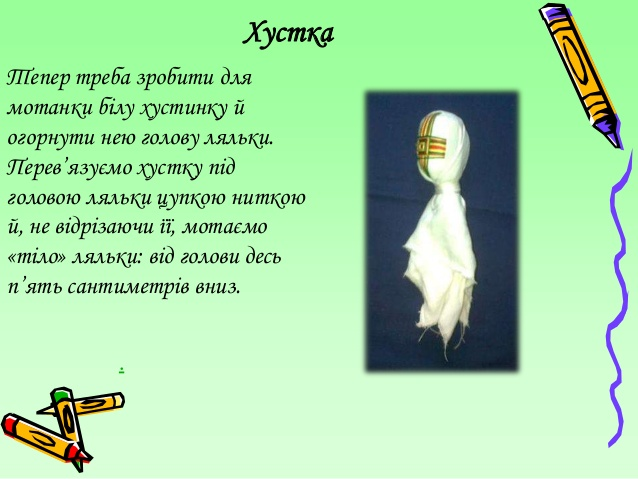 Хустка
Тепер треба зробити для
мотанки білу хустинку й
огорнути нею голову ляльки.
Перев’язуємо хустку під
головою ляльки цупкою ниткою
й, не відрізаючи її, мотаємо
«тіло» ляльки: від голови десь
п’ять сантиметрів вниз.
.